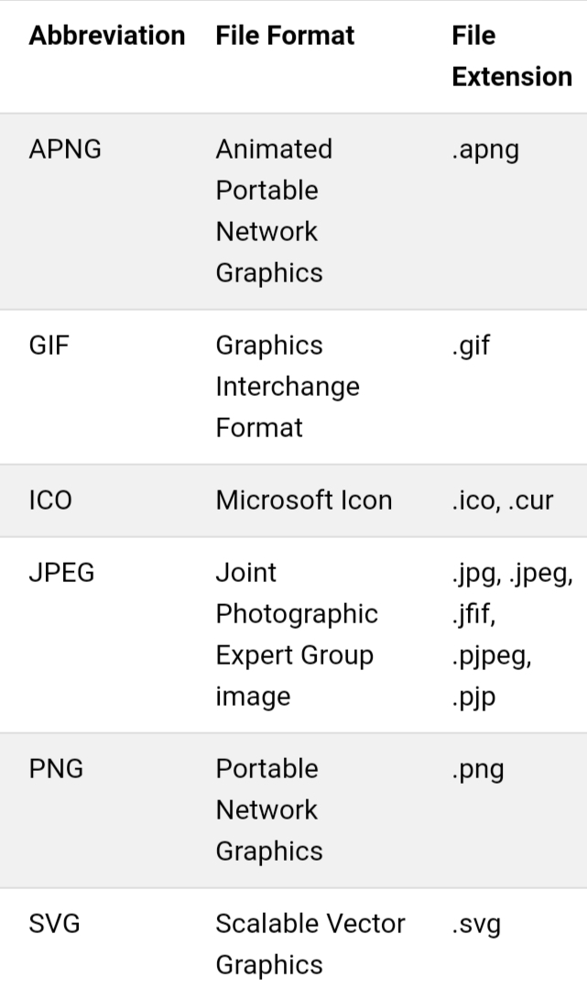 Abbreviation File Format File Extension
APNG Animated Portable Network Graphics .apng
GIF Graphics Interchange Format .gif
ICO Microsoft Icon .ico, .cur
JPEG Joint Photographic Expert Group image .jpg, .jpeg, .jfif, .pjpeg, .pjp
PNG Portable Network Graphics .png
SVG Scalable Vector Graphics .svg